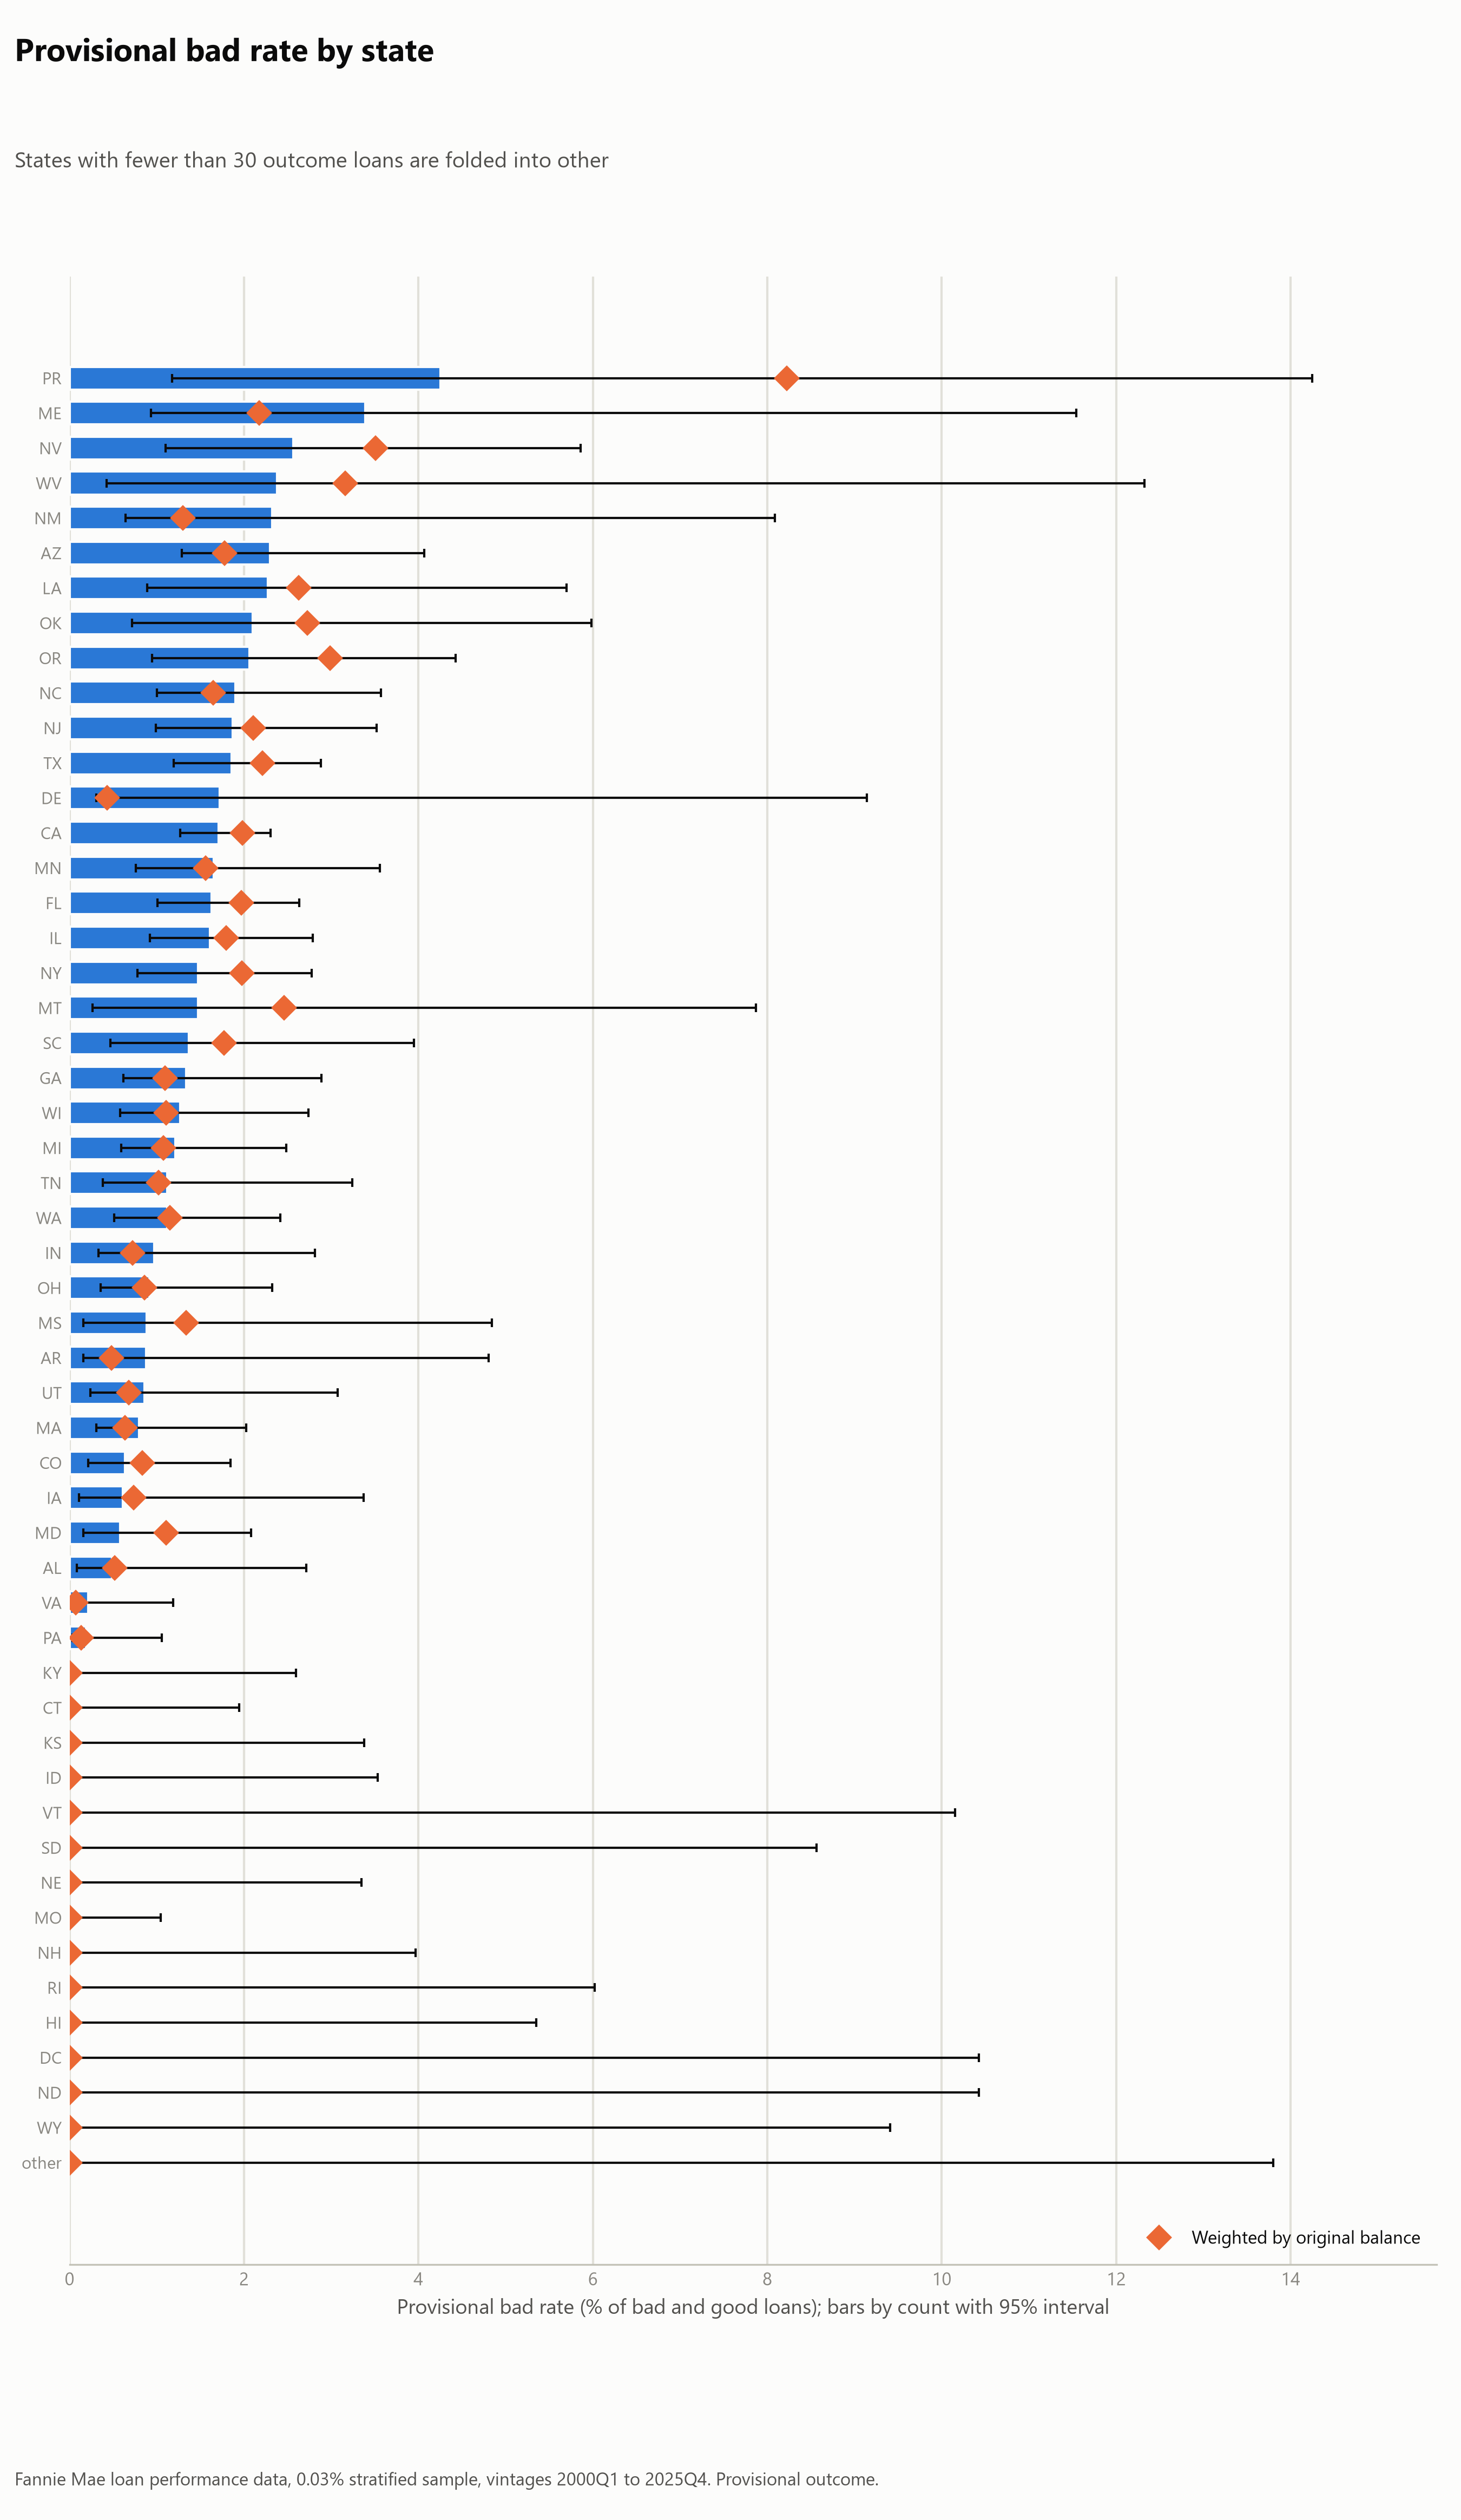 Provisional bad rate by state
States with fewer than 30 outcome loans are folded into other
PR
ME
NV
WV
NM
AZ
LA
OK
OR
NC
NJ
TX
DE
CA
MN
FL
IL
NY
MT
SC
GA
WI
MI
TN
WA
IN
OH
MS
AR
UT
MA
CO
IA
MD
AL
VA
PA
KY
CT
KS
ID
VT
SD
NE
MO
NH
RI
HI
DC
ND
WY
other
Weighted by original balance
0 2 4 6 8 10 12 14
Provisional bad rate (% of bad and good loans); bars by count with 95% interval
Fannie Mae loan performance data, 0.03% stratified sample, vintages 2000Q1 to 2025Q4. Provisional outcome.